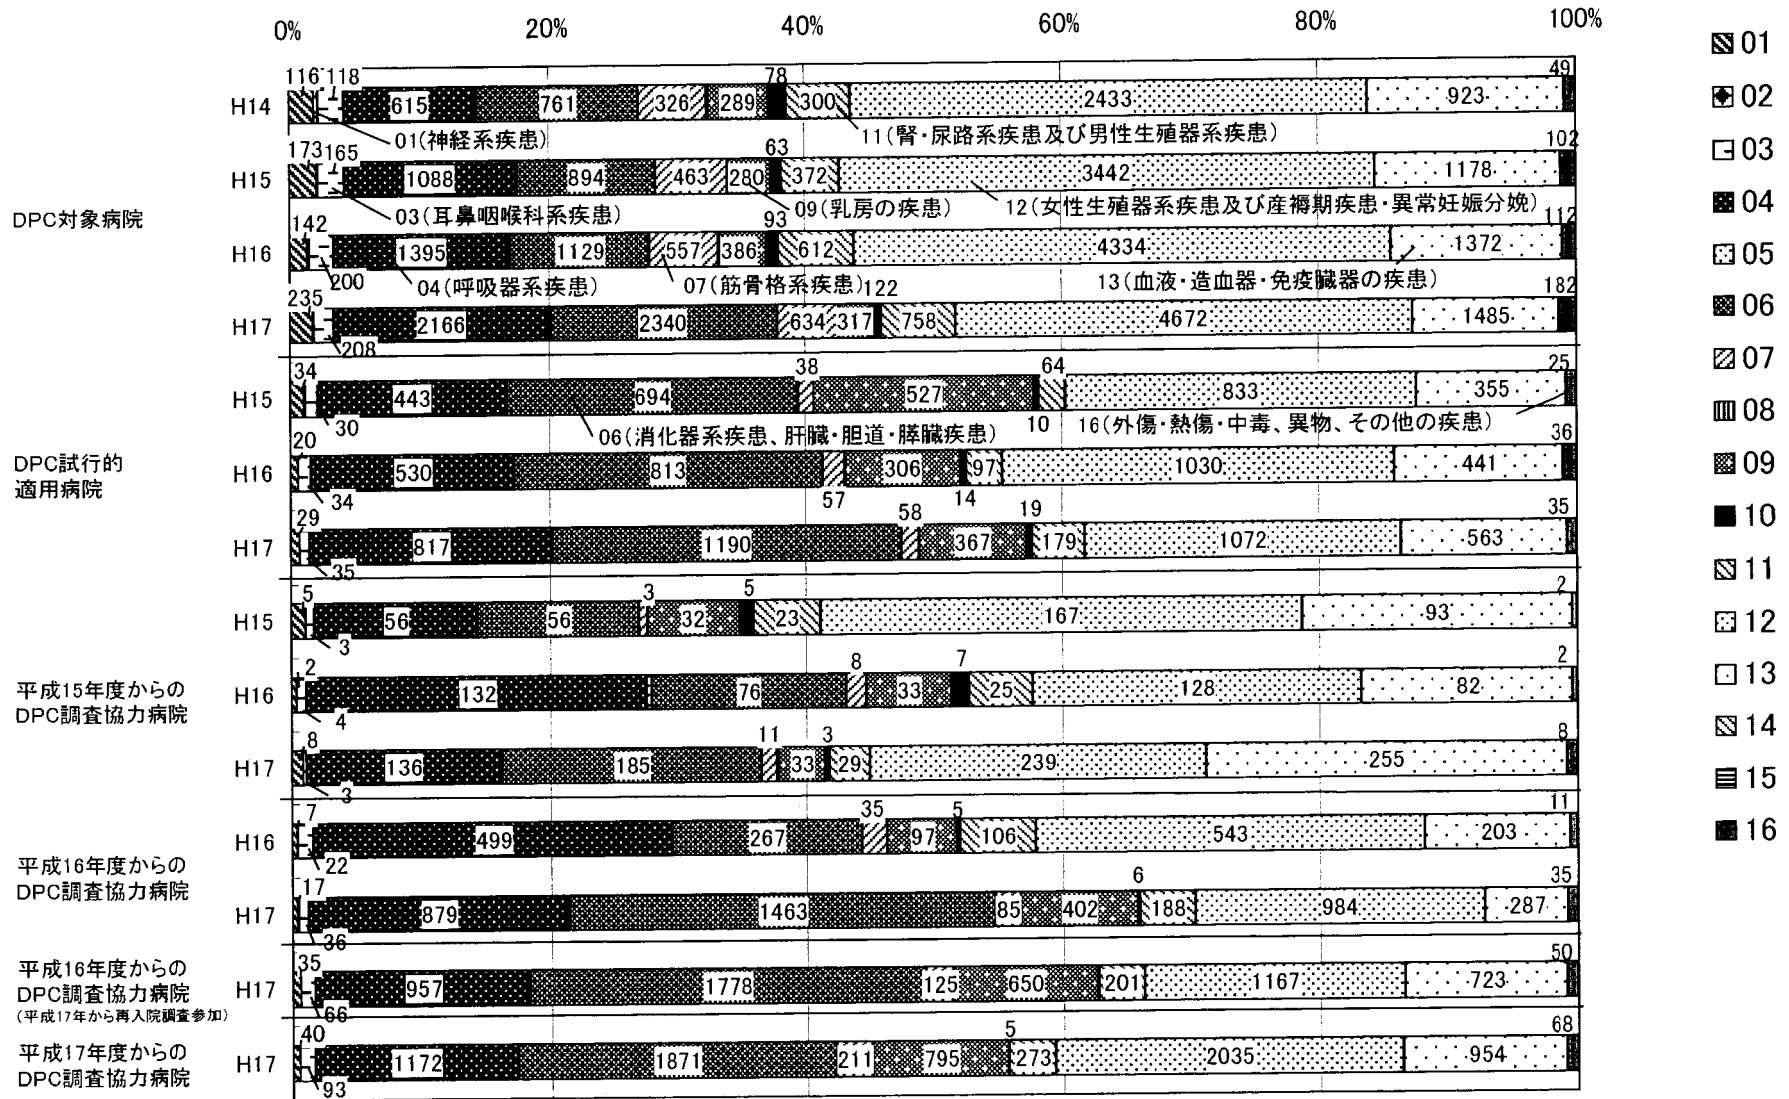 0% 20% 40% 60% 80% 100%
116 118 78 49
H14 615 761 326 289 300 2433 923
01(神経系疾患) 11(腎・尿路系疾患及び男性生殖器系疾患)
173 165 63 102
H15 1088 894 463 280 372 3442 1178
DPC対象病院
03(耳鼻咽喉科系疾患) 09(乳房の疾患) 12(女性生殖器系疾患及び産褥期疾患・異常妊娠分娩)
142 93 112
H16 1395 1129 557 386 612 4334 1372
200 04(呼吸器系疾患) 07(筋骨格系疾患) 122 13(血液・造血器・免疫臓器の疾患)
235 182
H17 2166 2340 634 317 758 4672 1485
208
34 38 64 25
H15 443 694 527 833 355
30 06(消化器系疾患、肝臓・胆道・膵臓疾患) 10 16(外傷・熱傷・中毒、異物、その他の疾患)
20 36
DPC試行的
適用病院
H16 530 813 306 97 1030 441
34 57 14
29 58 19 35
H17 817 1190 367 179 1072 563
35
5 3 5 2
H15 56 56 32 23 167 93
3
2 8 7 2
平成15年度からの
DPC調査協力病院
H16 132 76 33 25 128 82
4
8 11 3 8
H17 136 185 33 29 239 255
3
7 35 5 11
H16 499 267 97 106 543 203
22
平成16年度からの
DPC調査協力病院
17 6 35
H17 879 1463 85 402 188 984 287
36
35 50
平成16年度からの
DPC調査協力病院
(平成17年から再入院調査参加)
H17 957 1778 125 650 201 1167 723
66
40 5 68
平成17年度からの
DPC調査協力病院
H17 1172 1871 211 795 273 2035 954
93
01
02
03
04
05
06
07
08
09
10
11
12
13
14
15
16